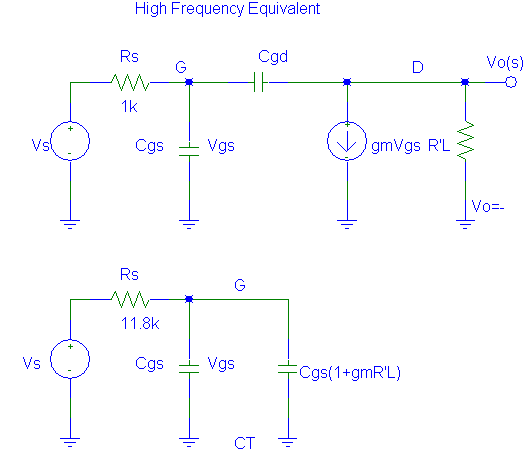 High Frequency Equivalent
Rs
G
Cgd
D
Vo(s)
1k
Vs
+
-
Cgs
Vgs
+
-
gmVgs
R'L
Vo=-
Rs
G
11.8k
Vs
+
-
Cgs
Vgs
Cgs(1+gmR'L)
CT